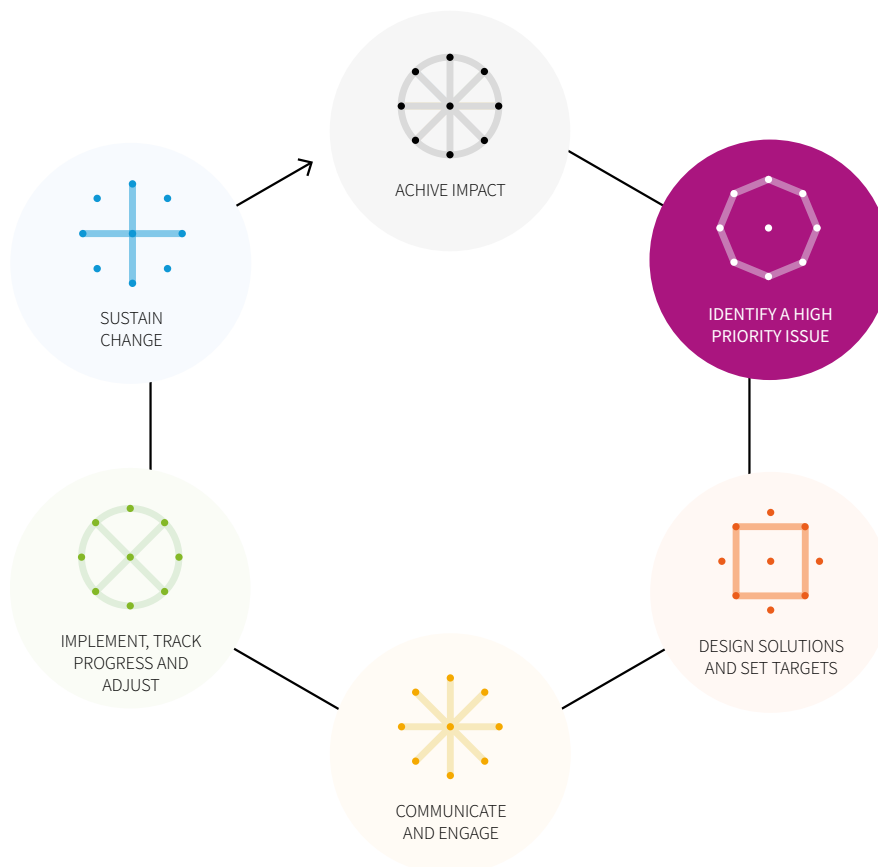 ACHIVE IMPACT
IDENTIFY A HIGH
PRIORITY ISSUE
DESIGN SOLUTIONS
AND SET TARGETS
COMMUNICATE
AND ENGAGE
IMPLEMENT, TRACK
PROGRESS AND
ADJUST
SUSTAIN
CHANGE